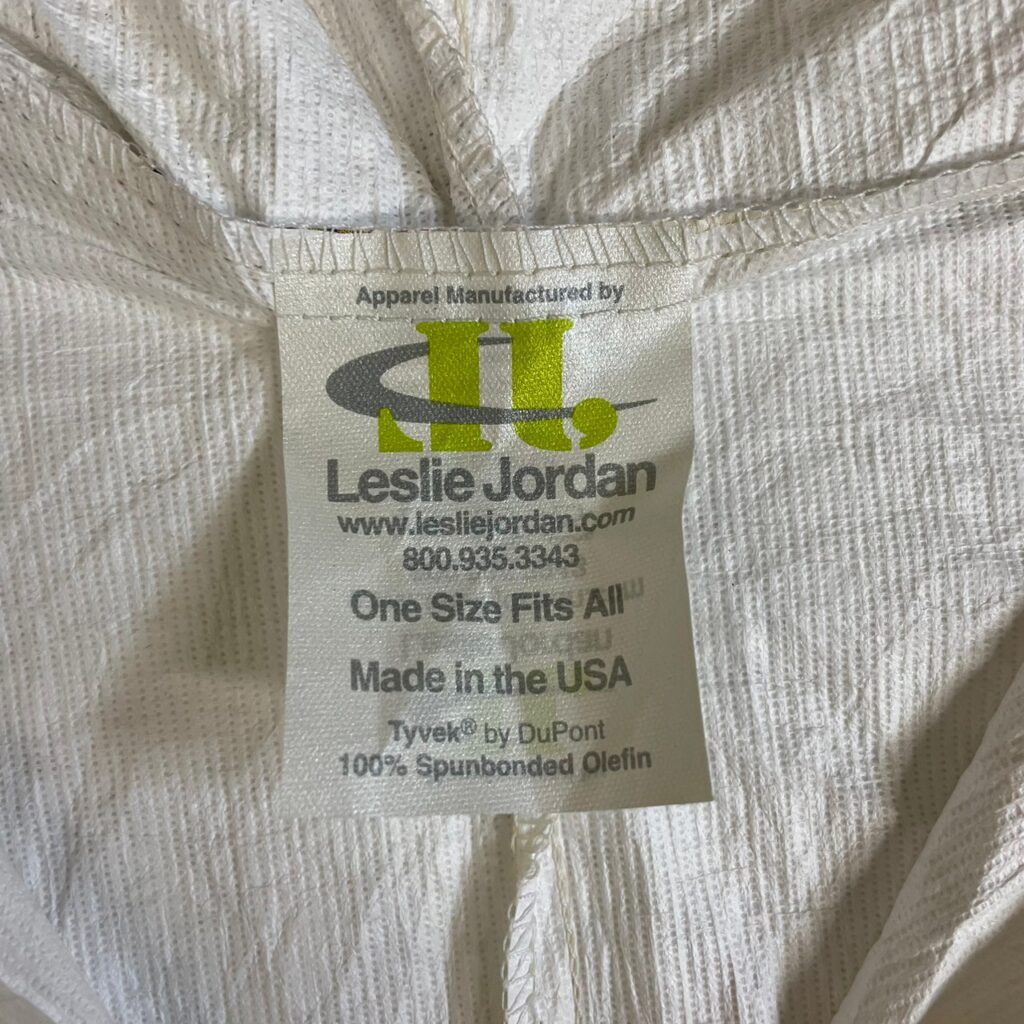 Apparel Manufactured by
LJ
Leslie Jordan
www.lesliejordan.com
800.935.3343
One Size Fits All
Made in the USA
Tyvek® by DuPont
100% Spunbonded Olefin